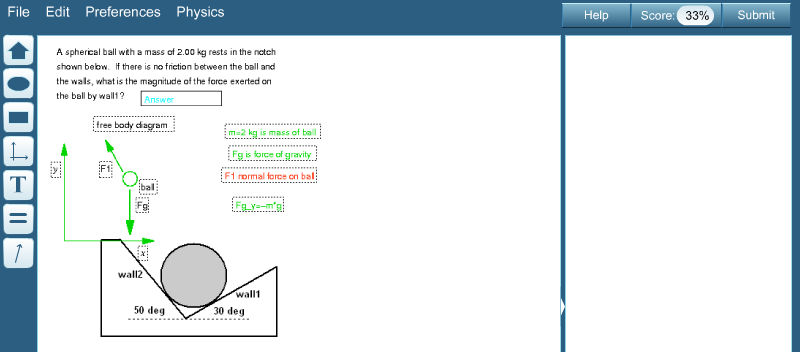 File Edit Preferences Physics
Help Score: 33% Submit
A spherical ball with a mass of 2.00 kg rests in the notch
shown below. If there is no friction between the ball and
the walls, what is the magnitude of the force exerted on
the ball by wall1? Answer
free body diagram
m=2 kg is mass of ball
Fg is force of gravity
F1 normal force on ball
Fg_y=-m*g
y
F1
ball
Fg
x
T
wall2
wall1
50 deg
30 deg